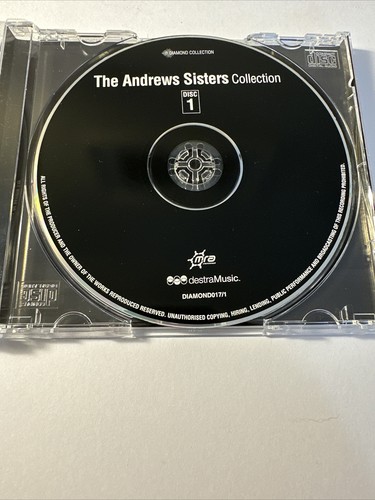 DIAMOND COLLECTION
The Andrews Sisters Collection
DISC
1
mra
destraMusic.
DIAMOND017/1
ALL RIGHTS OF THE PRODUCER AND THE OWNER OF THE WORKS REPRODUCED RESERVED. UNAUTHORISED COPYING, HIRING, LENDING, PUBLIC PERFORMANCE AND BROADCASTING OF THIS RECORDING PROHIBITED.